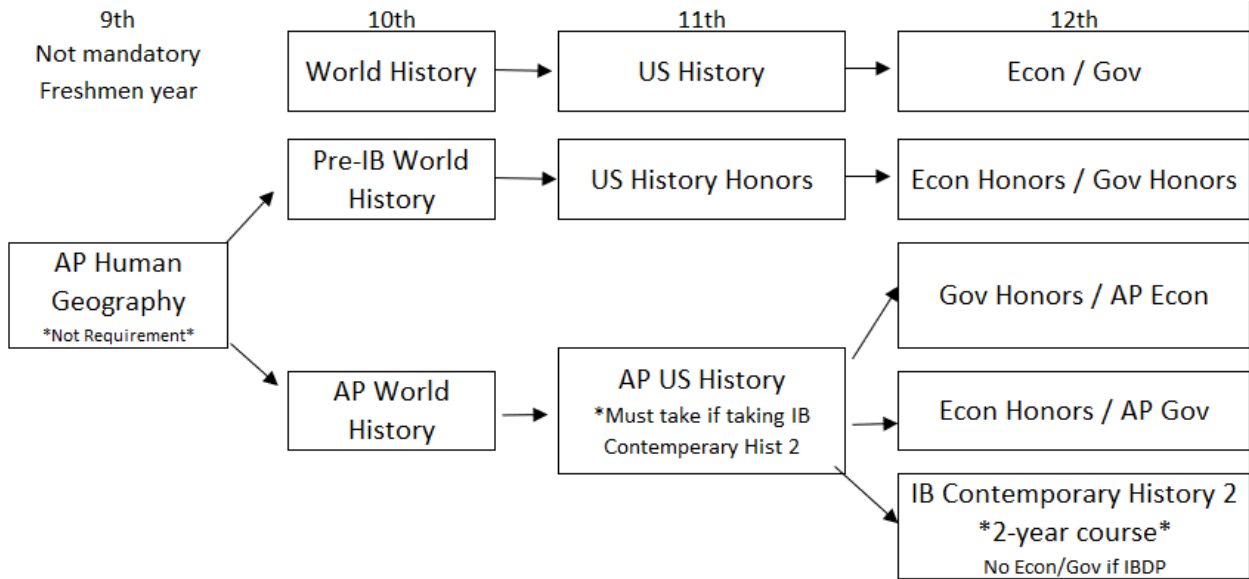 9th
Not mandatory
Freshmen year
10th
11th
12th
World History
US History
Econ / Gov
Pre-IB World
History
US History Honors
Econ Honors / Gov Honors
AP Human
Geography
*Not Requirement*
Gov Honors / AP Econ
AP World
History
AP US History
*Must take if taking IB
Contemperary Hist 2
Econ Honors / AP Gov
IB Contemporary History 2
*2-year course*
No Econ/Gov if IBDP